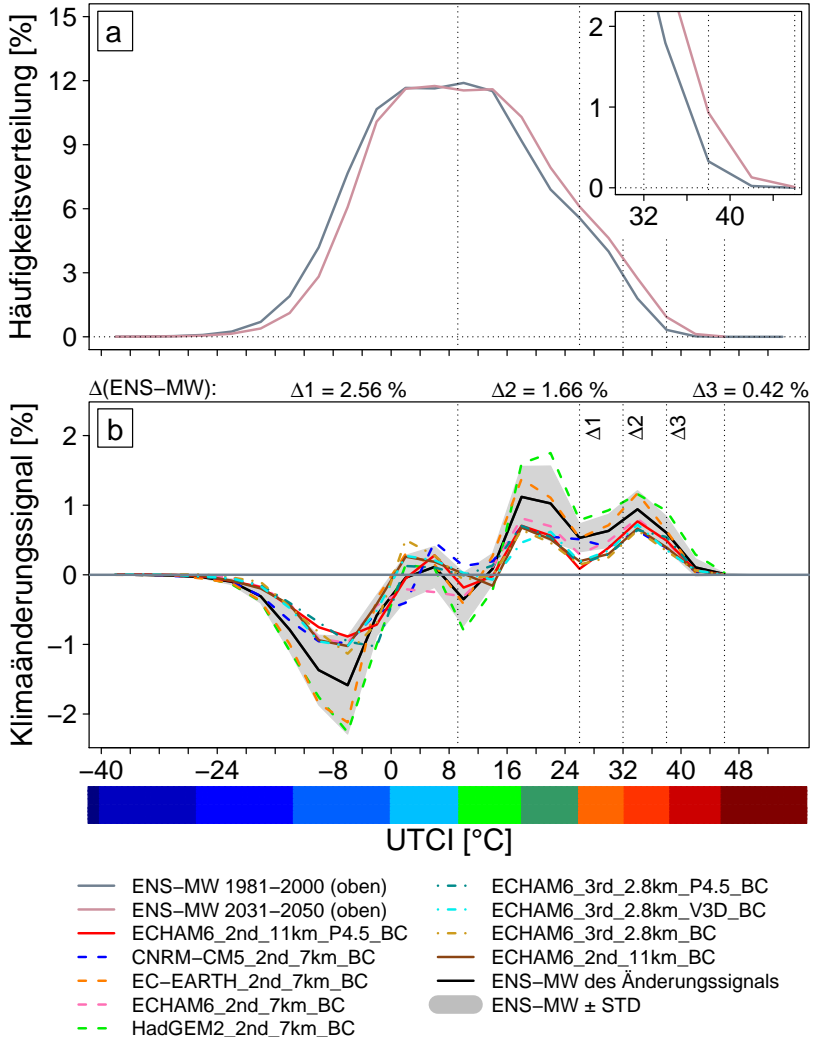 Häufigkeitsverteilung [%]
15
12
9
6
3
0
a
2
1
0
32
40
Δ(ENS−MW):
Δ1 = 2.56 %
Δ2 = 1.66 %
Δ3 = 0.42 %
Klimaänderungssignal [%]
2
1
0
−1
−2
b
Δ1
Δ2
Δ3
−40
−24
−8
0
8
16
24
32
40
48
UTCI [°C]
ENS−MW 1981−2000 (oben)
ENS−MW 2031−2050 (oben)
ECHAM6_2nd_11km_P4.5_BC
CNRM−CM5_2nd_7km_BC
EC−EARTH_2nd_7km_BC
ECHAM6_2nd_7km_BC
HadGEM2_2nd_7km_BC
ECHAM6_3rd_2.8km_P4.5_BC
ECHAM6_3rd_2.8km_V3D_BC
ECHAM6_3rd_2.8km_BC
ECHAM6_2nd_11km_BC
ENS−MW des Änderungssignals
ENS−MW ± STD